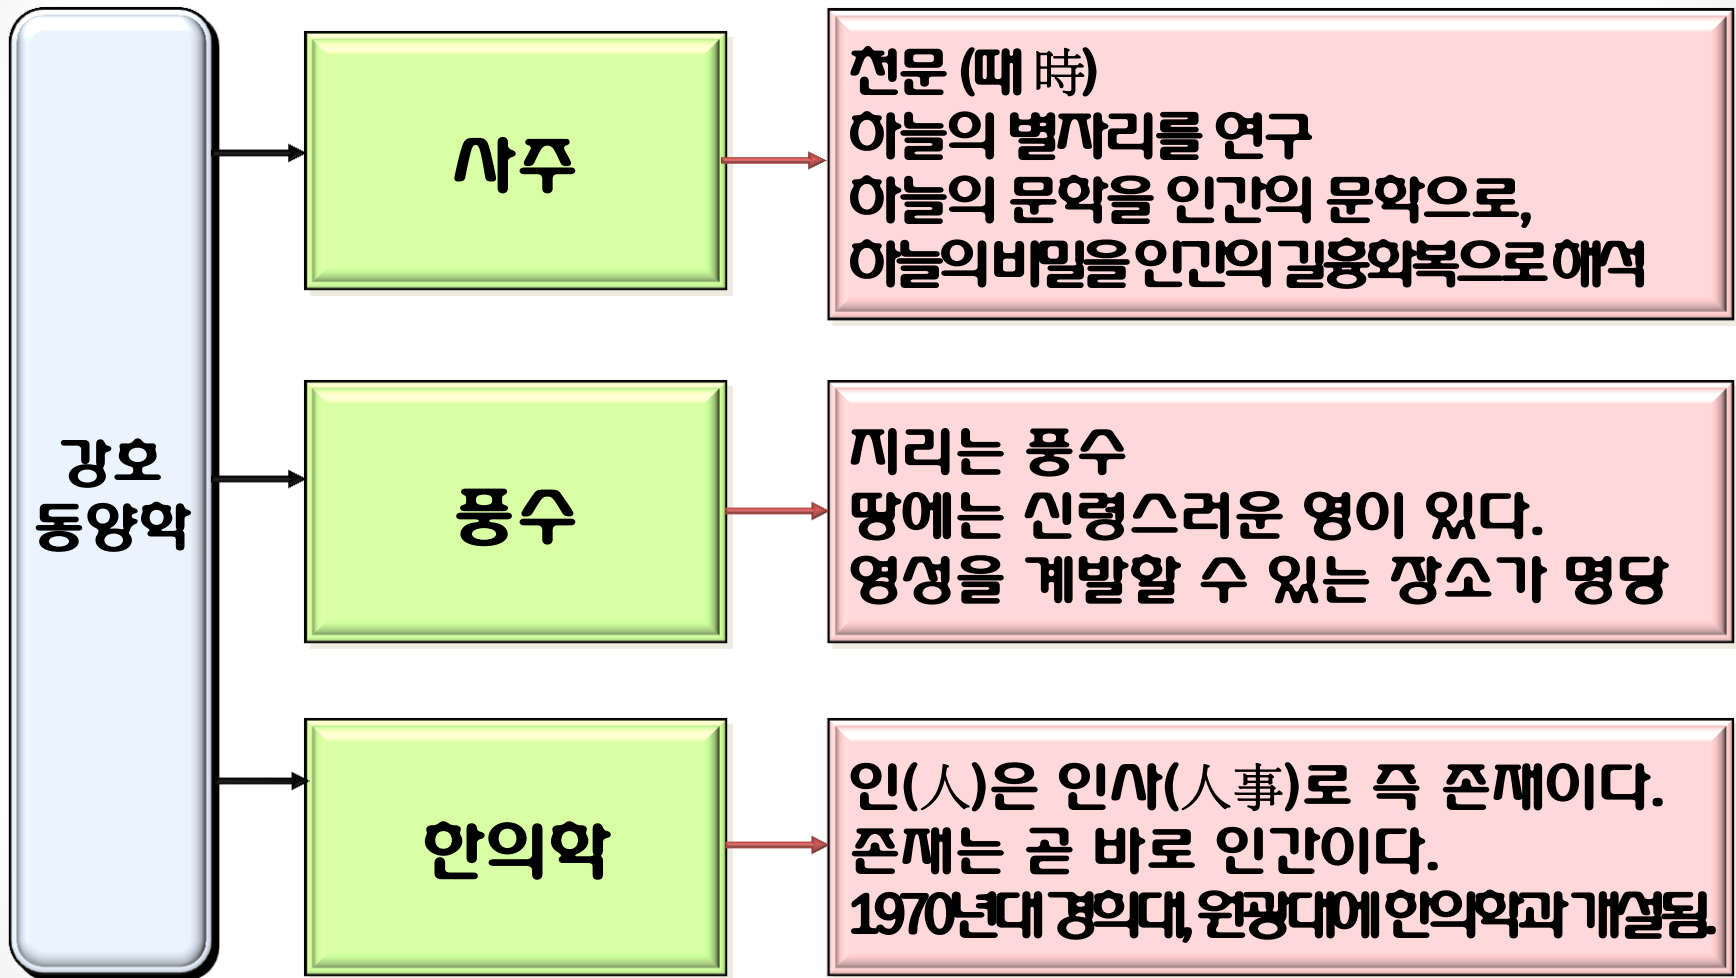 강호
동양학
사주
천문 (때 時)
하늘의 별자리를 연구
하늘의 문학을 인간의 문학으로,
하늘의 비밀을 인간의 길흉화복으로 해석
풍수
지리는 풍수
땅에는 신령스러운 영이 있다.
영성을 계발할 수 있는 장소가 명당
한의학
인(人)은 인사(人事)로 즉 존재이다.
존재는 곧 바로 인간이다.
1970년대 경희대, 원광대에 한의학과 개설됨.